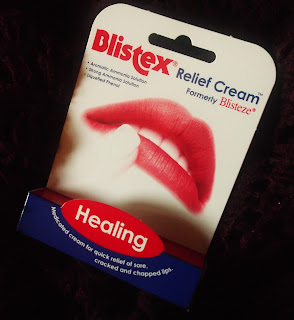 Blistex® Relief Cream™
Formerly Blisteze®
• Aromatic Ammonia Solution
• Strong Ammonia Solution
• Liquefied Phenol
Healing
Medicated cream for quick relief of sore,
cracked and chapped lips.